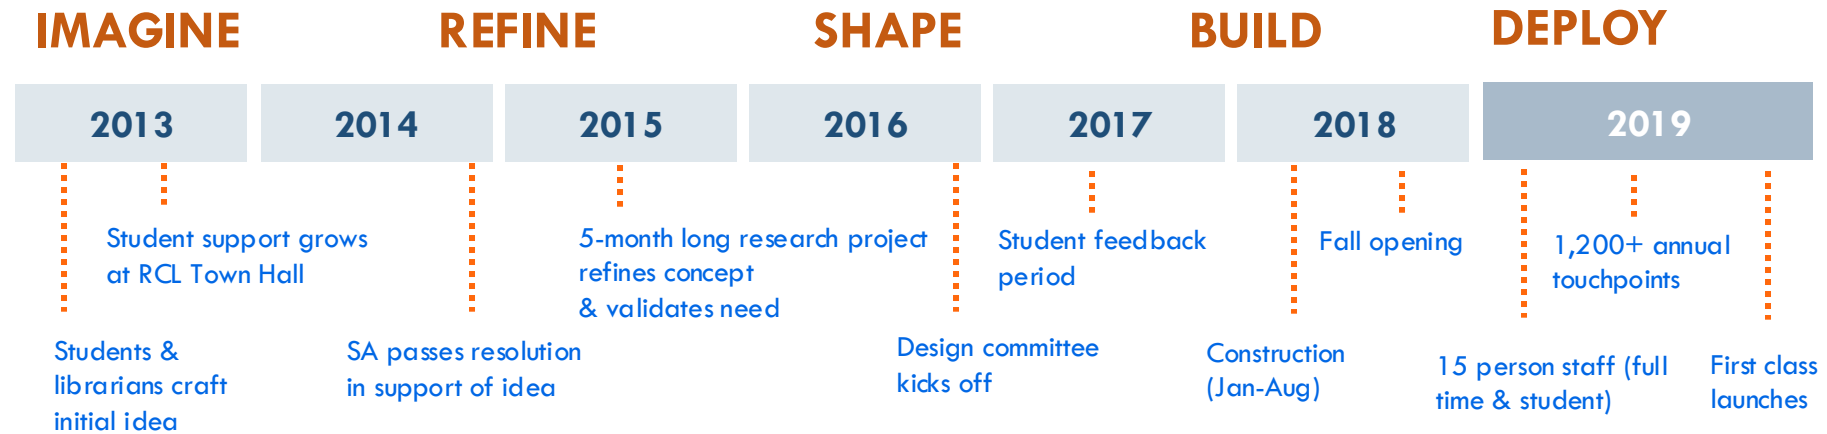 IMAGINE
REFINE
SHAPE
BUILD
DEPLOY
2013
2014
2015
2016
2017
2018
2019
Student support grows
at RCL Town Hall
5-month long research project
refines concept
& validates need
Student feedback
period
Fall opening
1,200+ annual
touchpoints
Students &
librarians craft
initial idea
SA passes resolution
in support of idea
Design committee
kicks off
Construction
(Jan-Aug)
15 person staff (full
time & student)
First class
launches